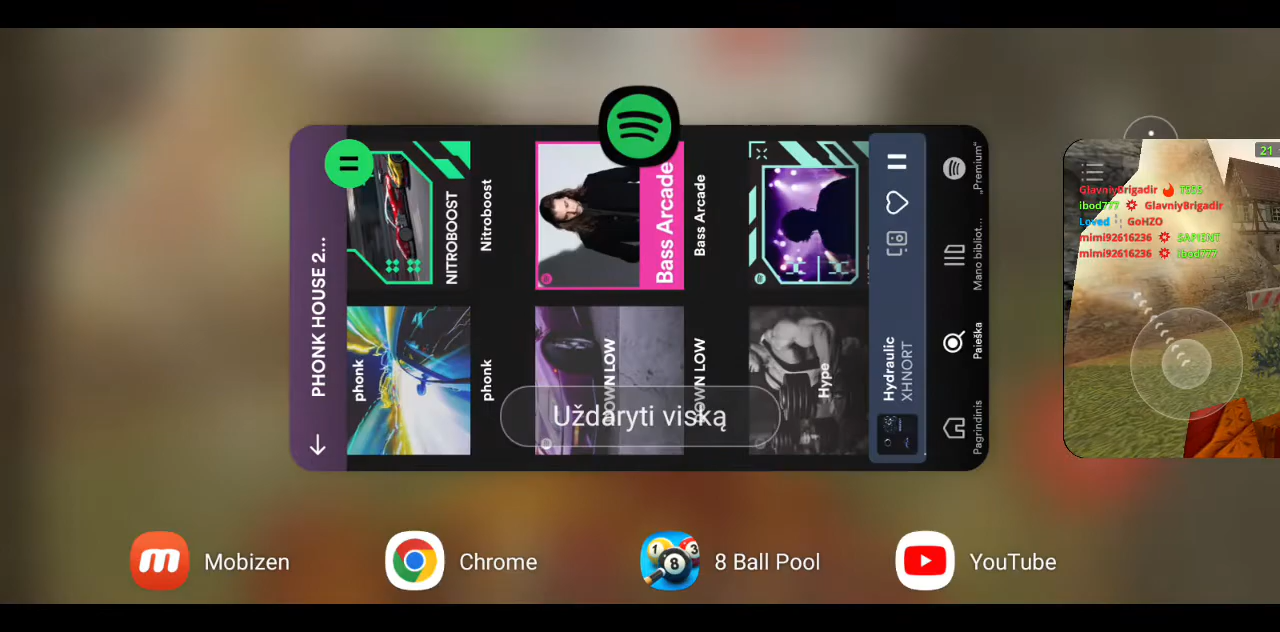 PHONK HOUSE 2...
NITROBOOST
Nitroboost
Bass Arcade
Bass Arcade
phonk
phonk
DOWN LOW
DOWN LOW
Hype
Hydraulic
XHNORT
„Premium“
Mano bibliot...
Paieška
Pagrindinis
Uždaryti viską
21
GlavniyBrigadir
ibod777 GlavniyBrigadir
Loved GoHZO
mimi92616236 SAPIENT
mimi92616236 ibod777
Mobizen
Chrome
8 Ball Pool
YouTube